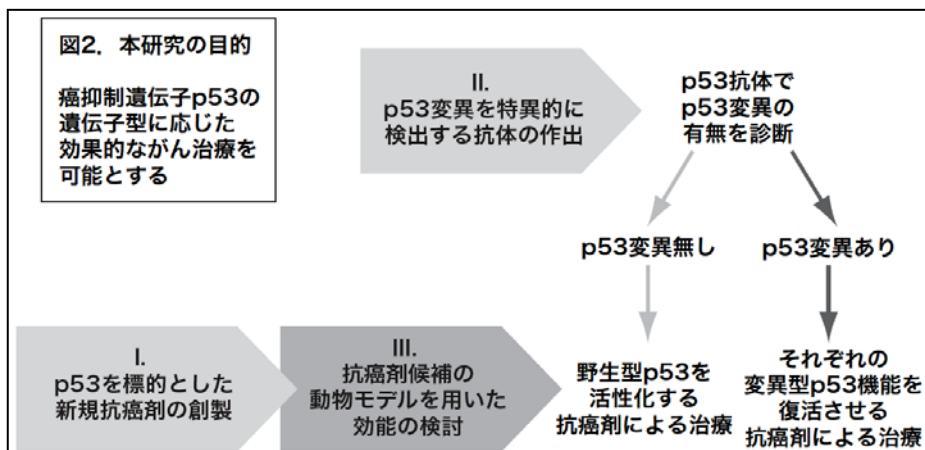 図2．本研究の目的
癌抑制遺伝子p53の
遺伝子型に応じた
効果的ながん治療を
可能とする
II.
p53変異を特異的に
検出する抗体の作出
p53抗体で
p53変異の
有無を診断
p53変異無し
p53変異あり
I.
p53を標的とした
新規抗癌剤の創製
III.
抗癌剤候補の
動物モデルを用いた
効能の検討
野生型p53を
活性化する
抗癌剤による治療
それぞれの
変異型p53機能を
復活させる
抗癌剤による治療